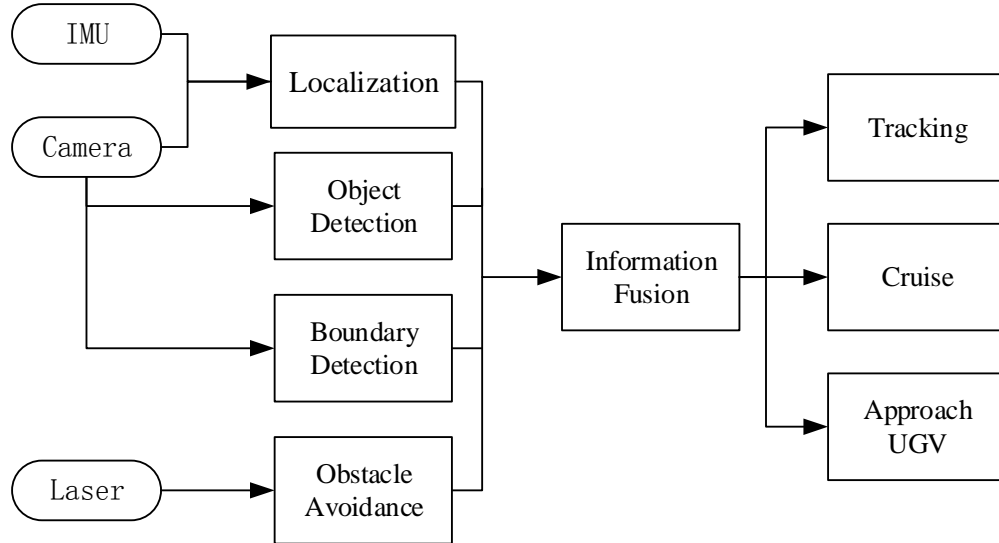 IMU
Camera
Laser
Localization
Object
Detection
Boundary
Detection
Obstacle
Avoidance
Information
Fusion
Tracking
Cruise
Approach
UGV